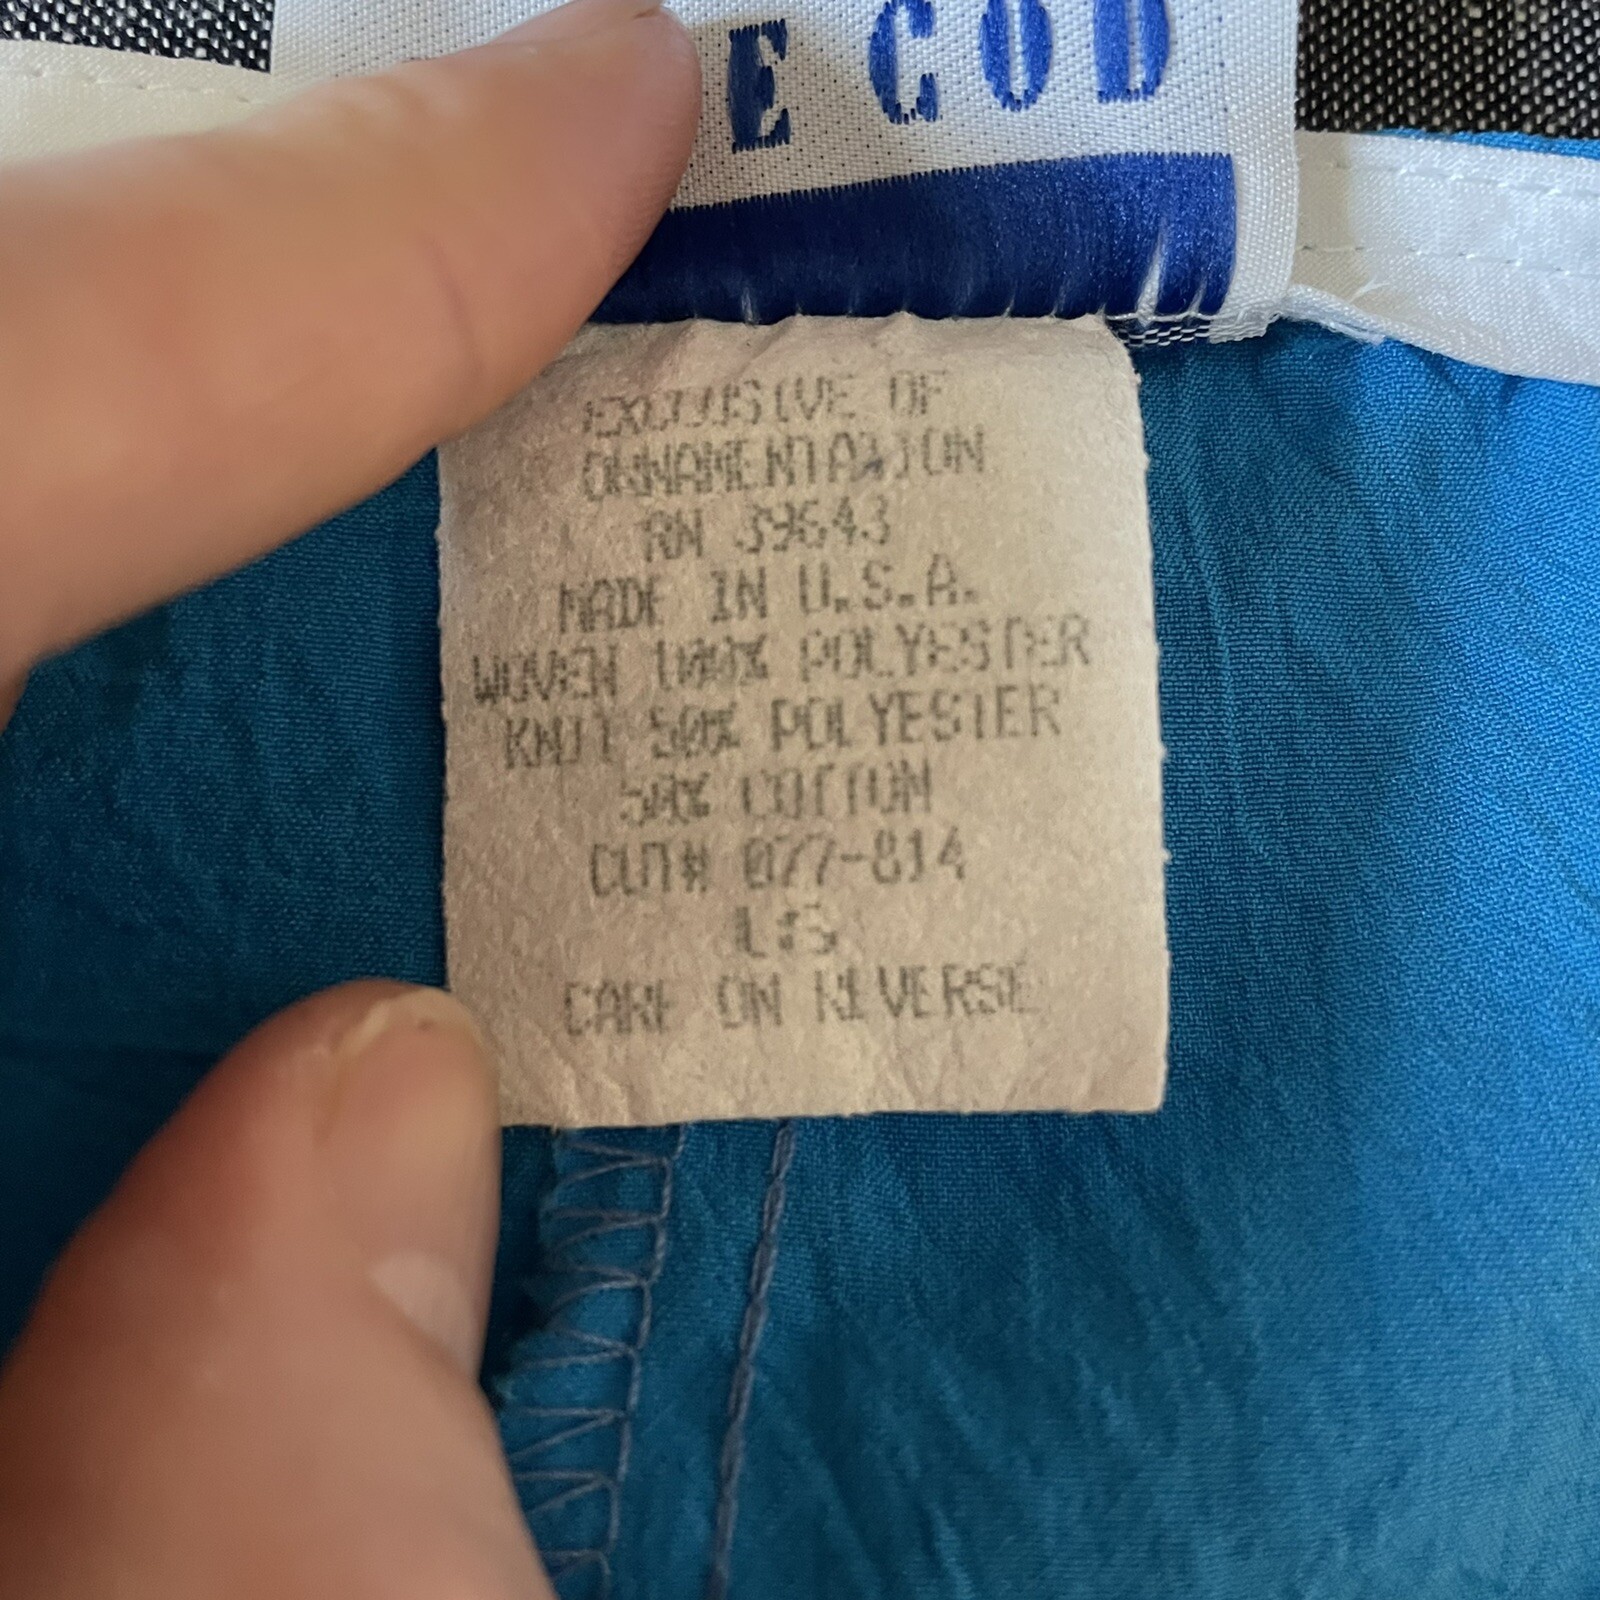 E COD
EXCLUSIVE OF
ORNAMENTATION
RN 39643
MADE IN U.S.A.
WOVEN 100% POLYESTER
KNIT 50% POLYESTER
50% COTTON
CUT# 077-814
CARE ON REVERSE